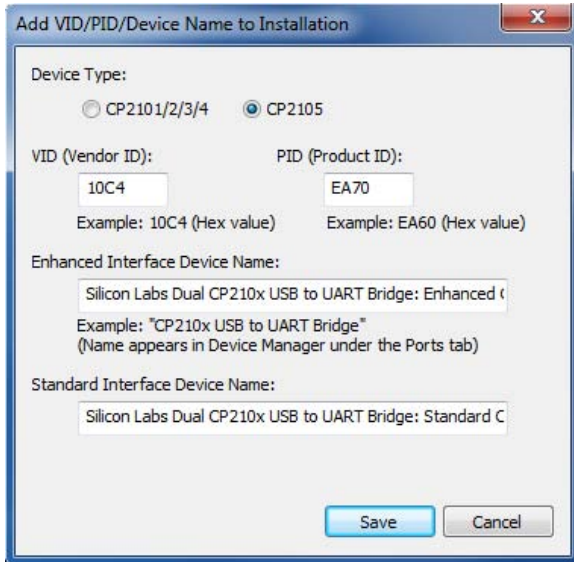 Add VID/PID/Device Name to Installation
Device Type:
CP2101/2/3/4 CP2105
VID (Vendor ID): PID (Product ID):
10C4 EA70
Example: 10C4 (Hex value) Example: EA60 (Hex value)
Enhanced Interface Device Name:
Silicon Labs Dual CP210x USB to UART Bridge: Enhanced
Example: "CP210x USB to UART Bridge"
(Name appears in Device Manager under the Ports tab)
Standard Interface Device Name:
Silicon Labs Dual CP210x USB to UART Bridge: Standard C
Save Cancel